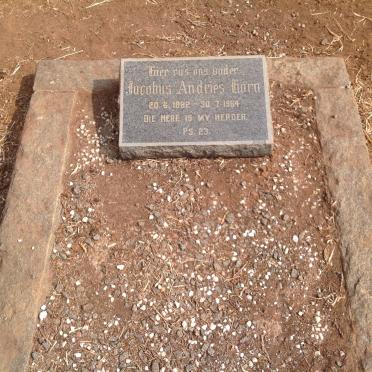 Hier rus ons vader
Jacobus Andries
20. 6. 1882 - 30. 7. 1964
DIE HERE IS MY HERDER.
PS. 23.